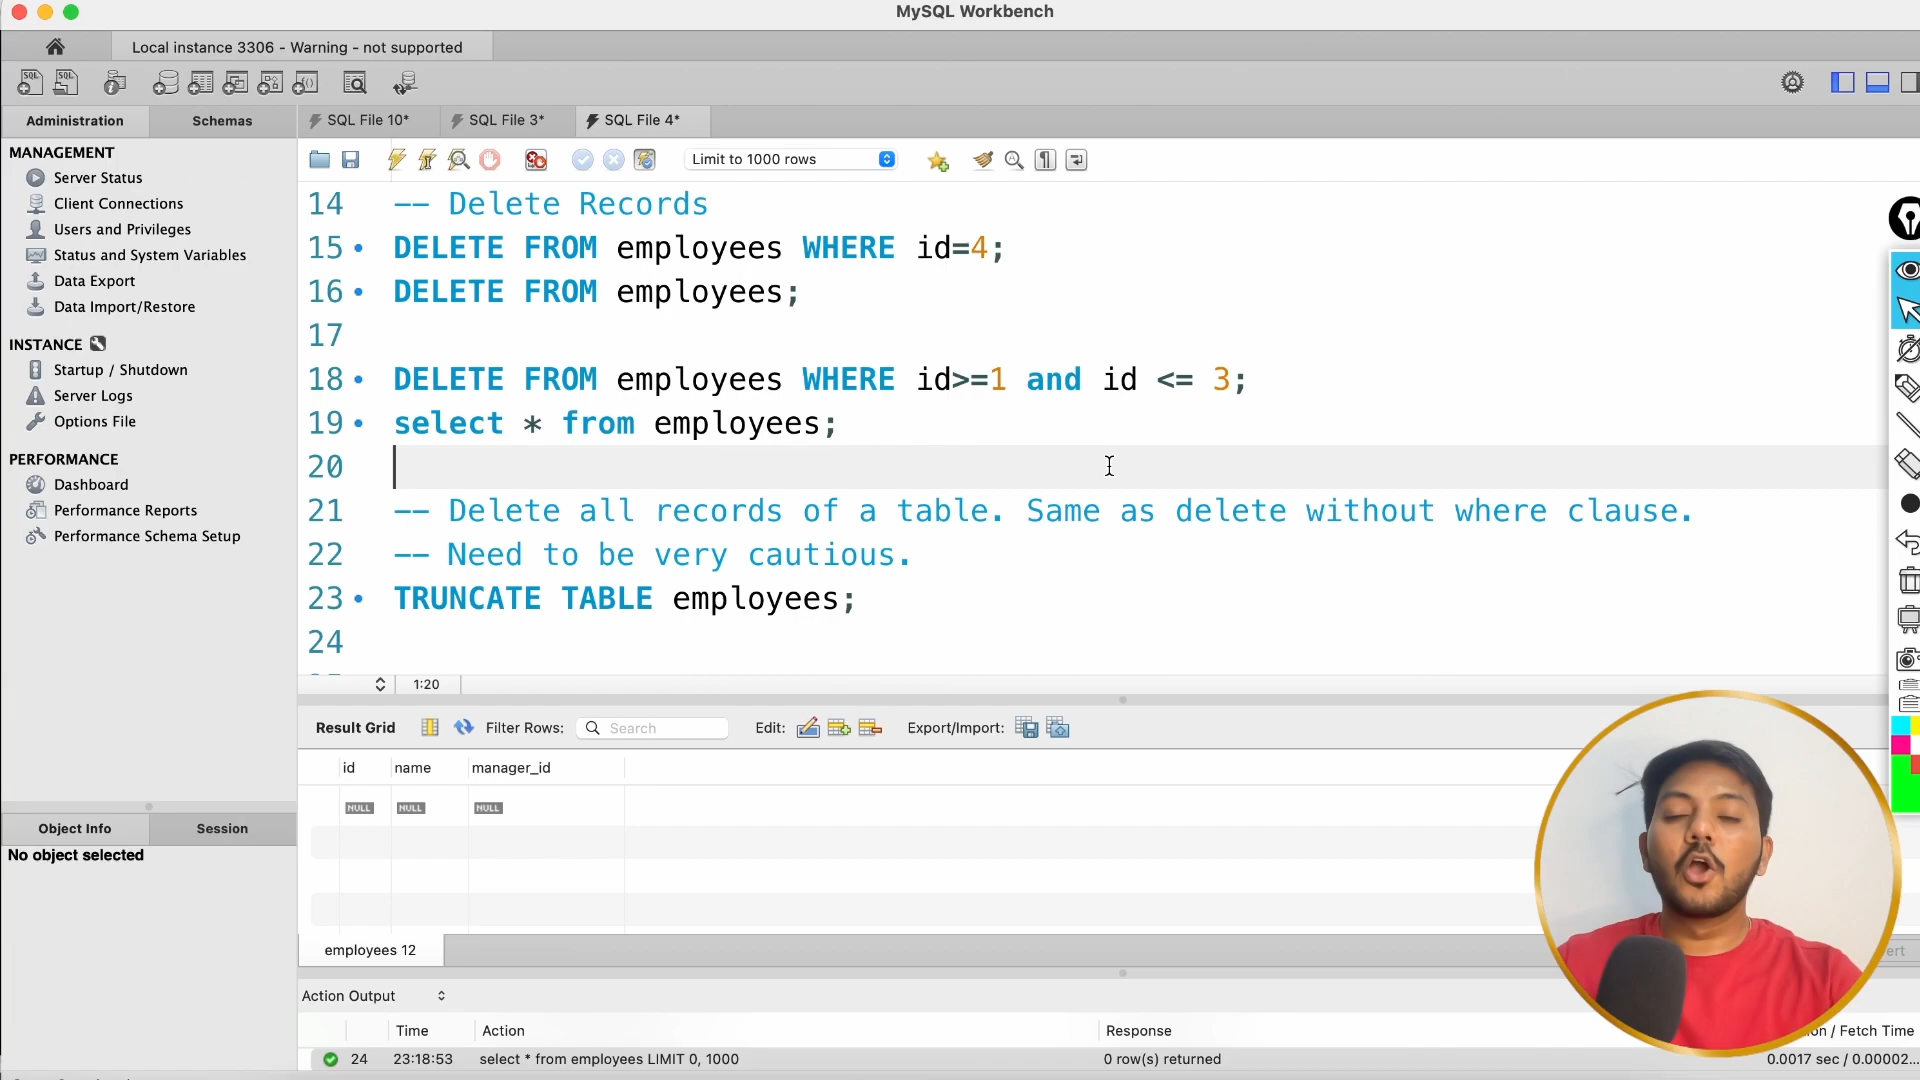 MySQL Workbench
Local instance 3306 - Warning - not supported
SQL SQL
Administration
Schemas
SQL File 10*
SQL File 3*
SQL File 4*
MANAGEMENT
Server Status
Client Connections
Users and Privileges
Status and System Variables
Data Export
Data Import/Restore
INSTANCE
Startup / Shutdown
Server Logs
Options File
PERFORMANCE
Dashboard
Performance Reports
Performance Schema Setup
Object Info
Session
No object selected
Limit to 1000 rows
14 -- Delete Records
15 DELETE FROM employees WHERE id=4;
16 DELETE FROM employees;
17
18 DELETE FROM employees WHERE id>=1 and id <= 3;
19 select * from employees;
20
21 -- Delete all records of a table. Same as delete without where clause.
22 -- Need to be very cautious.
23 TRUNCATE TABLE employees;
24
1:20
Result Grid Filter Rows: Search Edit: Export/Import:
id name manager_id
NULL NULL NULL
employees 12
Action Output
Time Action Response / Fetch Time
24 23:18:53 select * from employees LIMIT 0, 1000 0 row(s) returned 0.0017 sec / 0.00002...